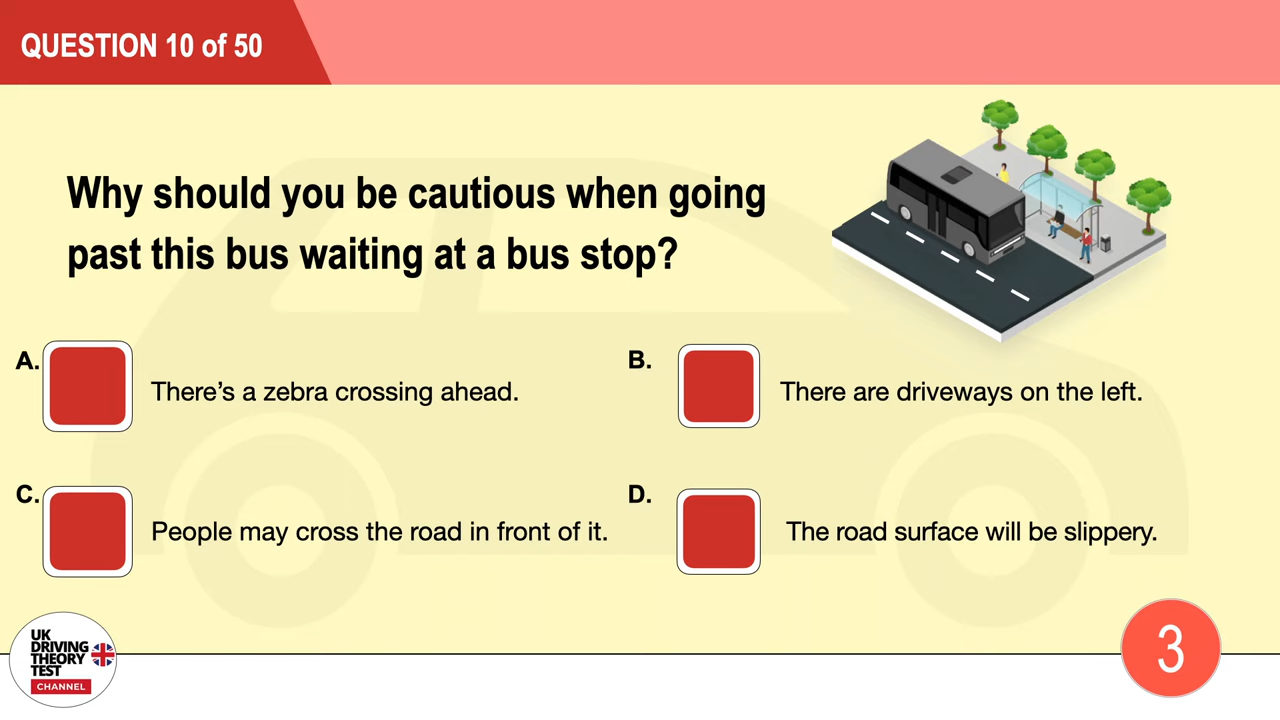 QUESTION 10 of 50
Why should you be cautious when going
past this bus waiting at a bus stop?
A.
There’s a zebra crossing ahead.
B.
There are driveways on the left.
C.
People may cross the road in front of it.
D.
The road surface will be slippery.
UK
DRIVING
THEORY
TEST
CHANNEL
3